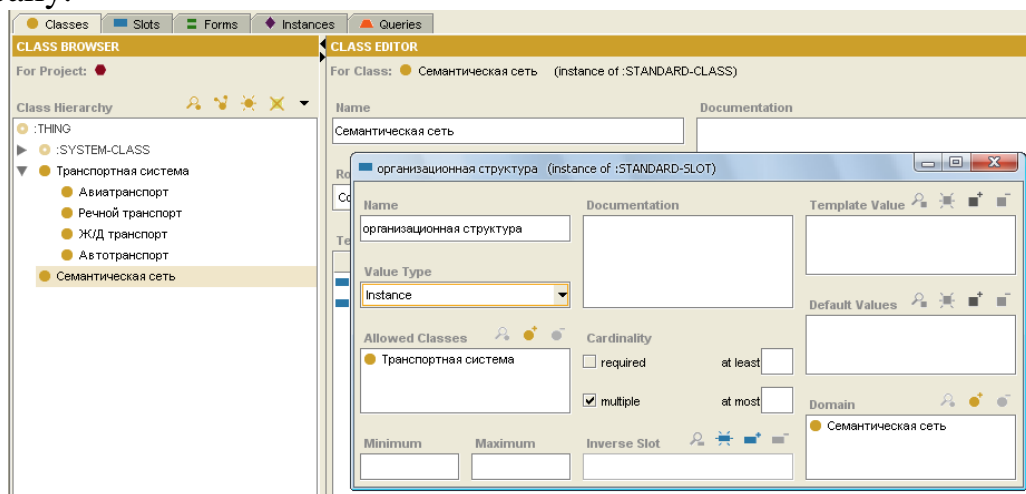 Classes Slots Forms Instances Queries
CLASS BROWSER
For Project:
Class Hierarchy
:THING
:SYSTEM-CLASS
Транспортная система
Авиатранспорт
Речной транспорт
Ж/Д транспорт
Автотранспорт
Семантическая сеть
CLASS EDITOR
For Class: Семантическая сеть (instance of :STANDARD-CLASS)
Name Documentation
Семантическая сеть
организационная структура (instance of :STANDARD-SLOT)
Name Documentation Template Value
организационная структура
Value Type
Instance
Default Values
Allowed Classes Cardinality
Транспортная система required at least
multiple at most
Domain
Семантическая сеть
Minimum Maximum Inverse Slot